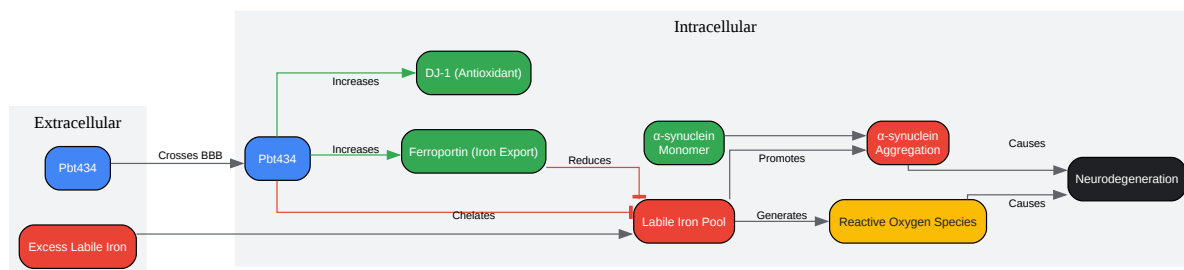 Intracellular
DJ-1 (Antioxidant)
Increases
Extracellular
Pbt434
Crosses BBB
Pbt434
Increases
Ferroportin (Iron Export)
Reduces
α-synuclein
Monomer
Promotes
α-synuclein
Aggregation
Causes
Neurodegeneration
Causes
Excess Labile Iron
Chelates
Labile Iron Pool
Generates
Reactive Oxygen Species